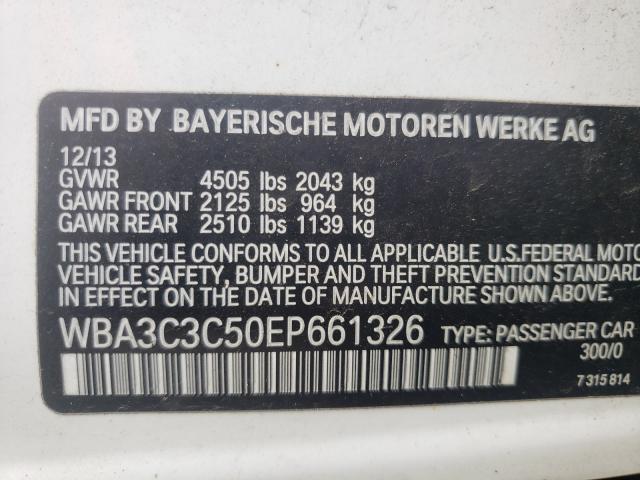 MFD BY BAYERISCHE MOTOREN WERKE AG
12/13
GVWR 4505 lbs 2043 kg
GAWR FRONT 2125 lbs 964 kg
GAWR REAR 2510 lbs 1139 kg
THIS VEHICLE CONFORMS TO ALL APPLICABLE U.S.FEDERAL MOTO
VEHICLE SAFETY, BUMPER AND THEFT PREVENTION STANDAR
IN EFFECT ON THE DATE OF MANUFACTURE SHOWN ABOVE.
WBA3C3C50EP661326 TYPE: PASSENGER CAR
300/0
7 315 814